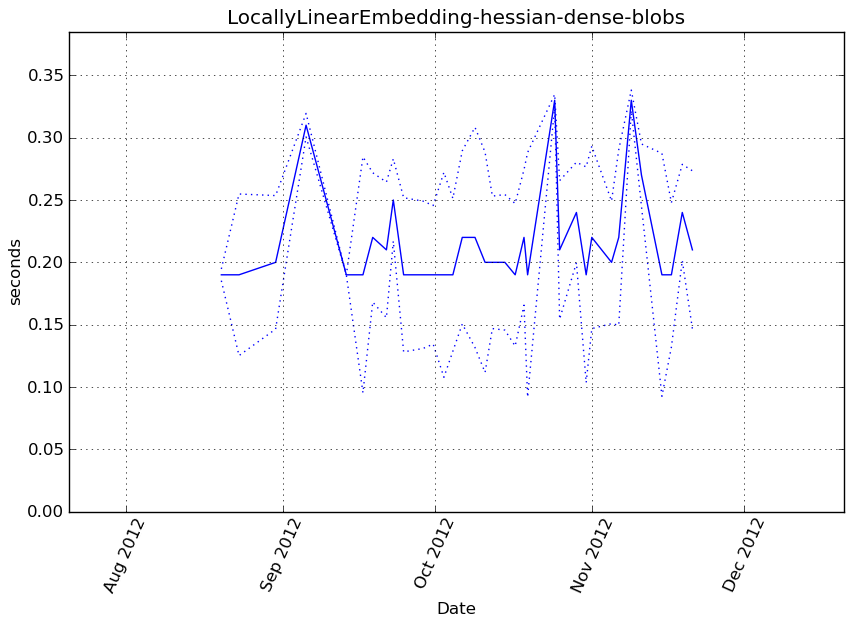 LocallyLinearEmbedding-hessian-dense-blobs
0.35
0.30
0.25
0.20
0.15
0.10
0.05
0.00
seconds
Aug 2012
Sep 2012
Oct 2012
Nov 2012
Dec 2012
Date